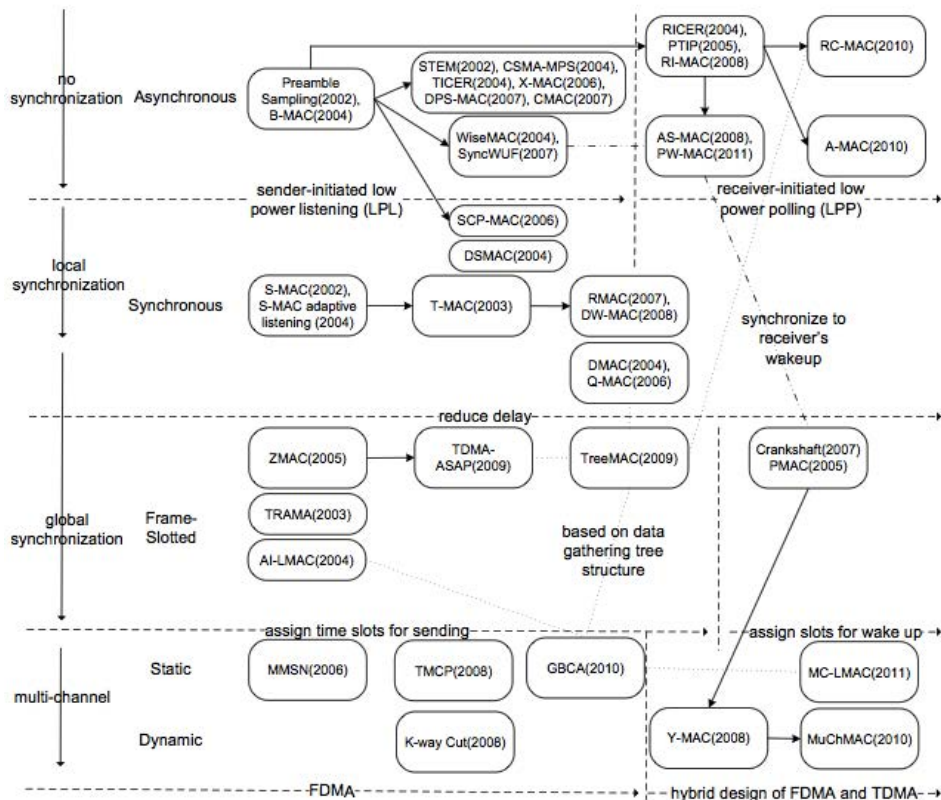 RICER(2004),
PTIP(2005),
RI-MAC(2008)
RC-MAC(2010)
STEM(2002), CSMA-MPS(2004),
TICER(2004), X-MAC(2006),
DPS-MAC(2007), CMAC(2007)
no
synchronization
Asynchronous
Preamble
Sampling(2002),
B-MAC(2004)
WiseMAC(2004),
SyncWUF(2007)
AS-MAC(2008),
PW-MAC(2011)
A-MAC(2010)
sender-initiated low
power listening (LPL)
receiver-initiated low
power polling (LPP)
SCP-MAC(2006)
DSMAC(2004)
local
synchronization
Synchronous
S-MAC(2002),
S-MAC adaptive
listening (2004)
T-MAC(2003)
RMAC(2007),
DW-MAC(2008)
synchronize to
receiver's
wakeup
DMAC(2004),
Q-MAC(2006)
reduce delay
ZMAC(2005)
TDMA-
ASAP(2009)
TreeMAC(2009)
Crankshaft(2007)
PMAC(2005)
global
synchronization
Frame-
Slotted
TRAMA(2003)
AI-LMAC(2004)
based on data
gathering tree
structure
assign time slots for sending
assign slots for wake up
multi-channel
Static
MMSN(2006)
TMCP(2008)
GBCA(2010)
MC-LMAC(2011)
Dynamic
K-way Cut(2008)
Y-MAC(2008)
MuChMAC(2010)
FDMA
hybrid design of FDMA and TDMA